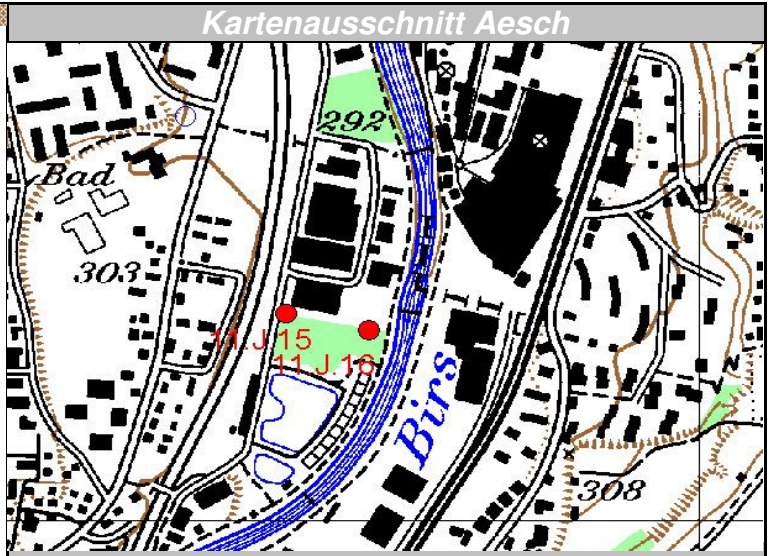 Kartenausschnitt Aesch
292
Bad
303
11.J.15
11.J.16
Birs
308